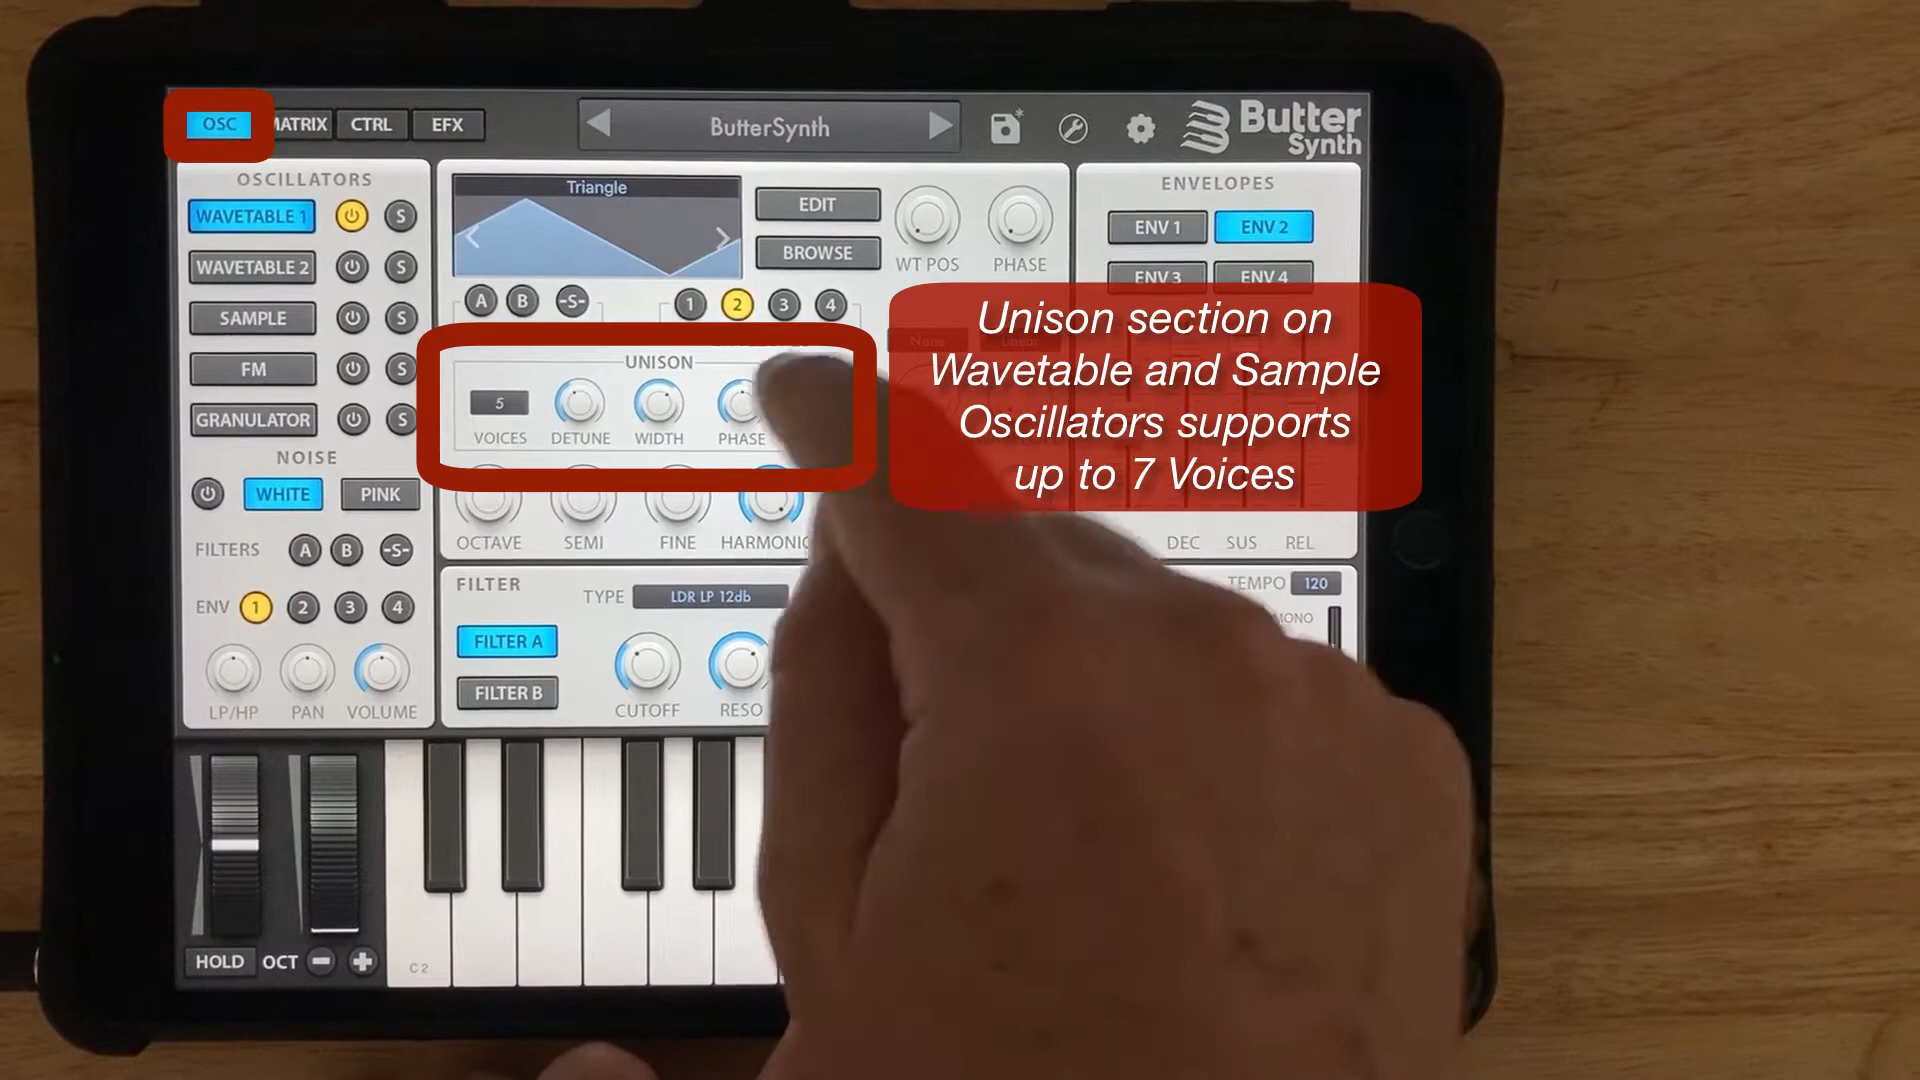 OSC MATRIX CTRL EFX
ButterSynth
Butter
Synth
OSCILLATORS
WAVETABLE 1 S
WAVETABLE 2 S
SAMPLE S
FM S
GRANULATOR S
NOISE
WHITE PINK
FILTERS A B -S-
ENV 1 2 3 4
LP/HP PAN VOLUME
Triangle
EDIT
BROWSE
WT POS PHASE
A B -S- 1 2 3 4
None Linear
UNISON
5
VOICES DETUNE WIDTH PHASE
OCTAVE SEMI FINE HARMONIC
ENVELOPES
ENV 1 ENV 2
ENV 3 ENV 4
Unison section on
Wavetable and Sample
Oscillators supports
up to 7 Voices
DEC SUS REL
FILTER
TYPE LDR LP 12db
FILTER A
FILTER B
CUTOFF RESO
TEMPO 120
MONO
HOLD OCT
C2